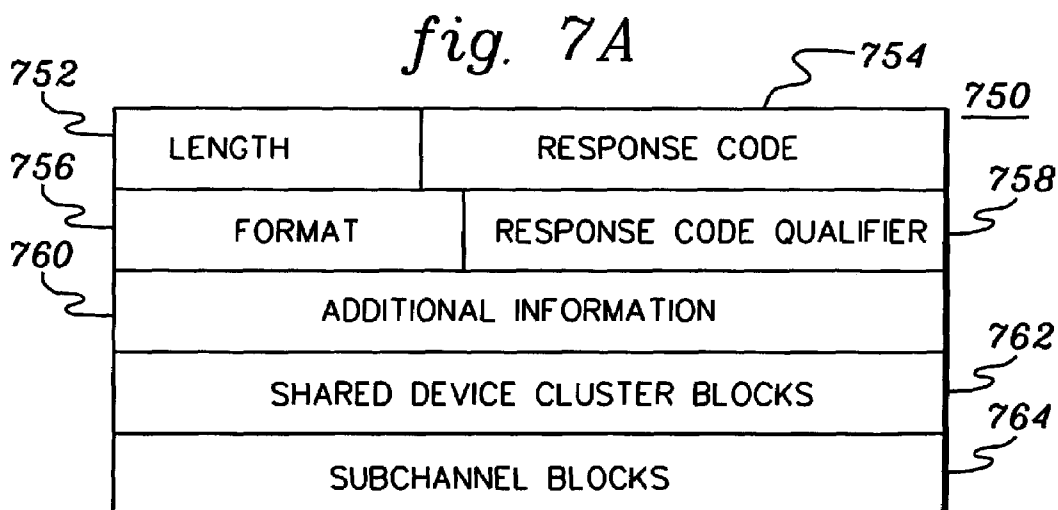 fig. 7A
752
754
750
LENGTH RESPONSE CODE
756
758
FORMAT RESPONSE CODE QUALIFIER
760
ADDITIONAL INFORMATION
762
SHARED DEVICE CLUSTER BLOCKS
764
SUBCHANNEL BLOCKS